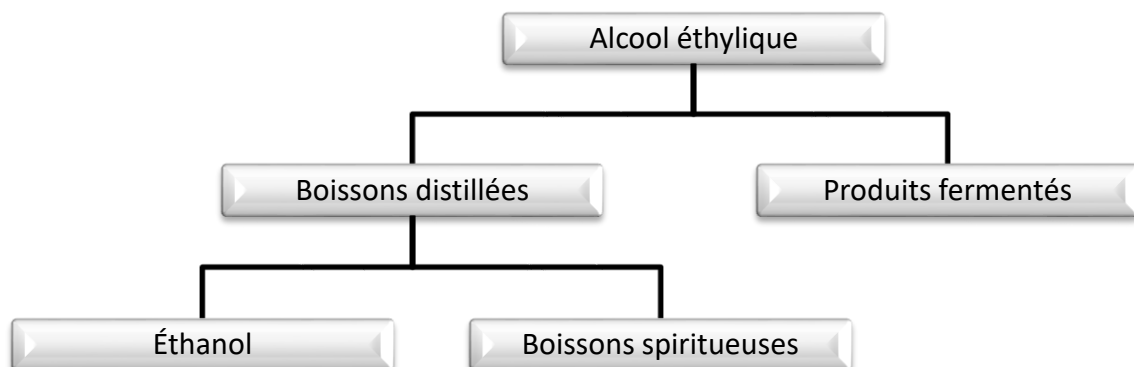 Alcool éthylique
Boissons distillées
Produits fermentés
Éthanol
Boissons spiritueuses